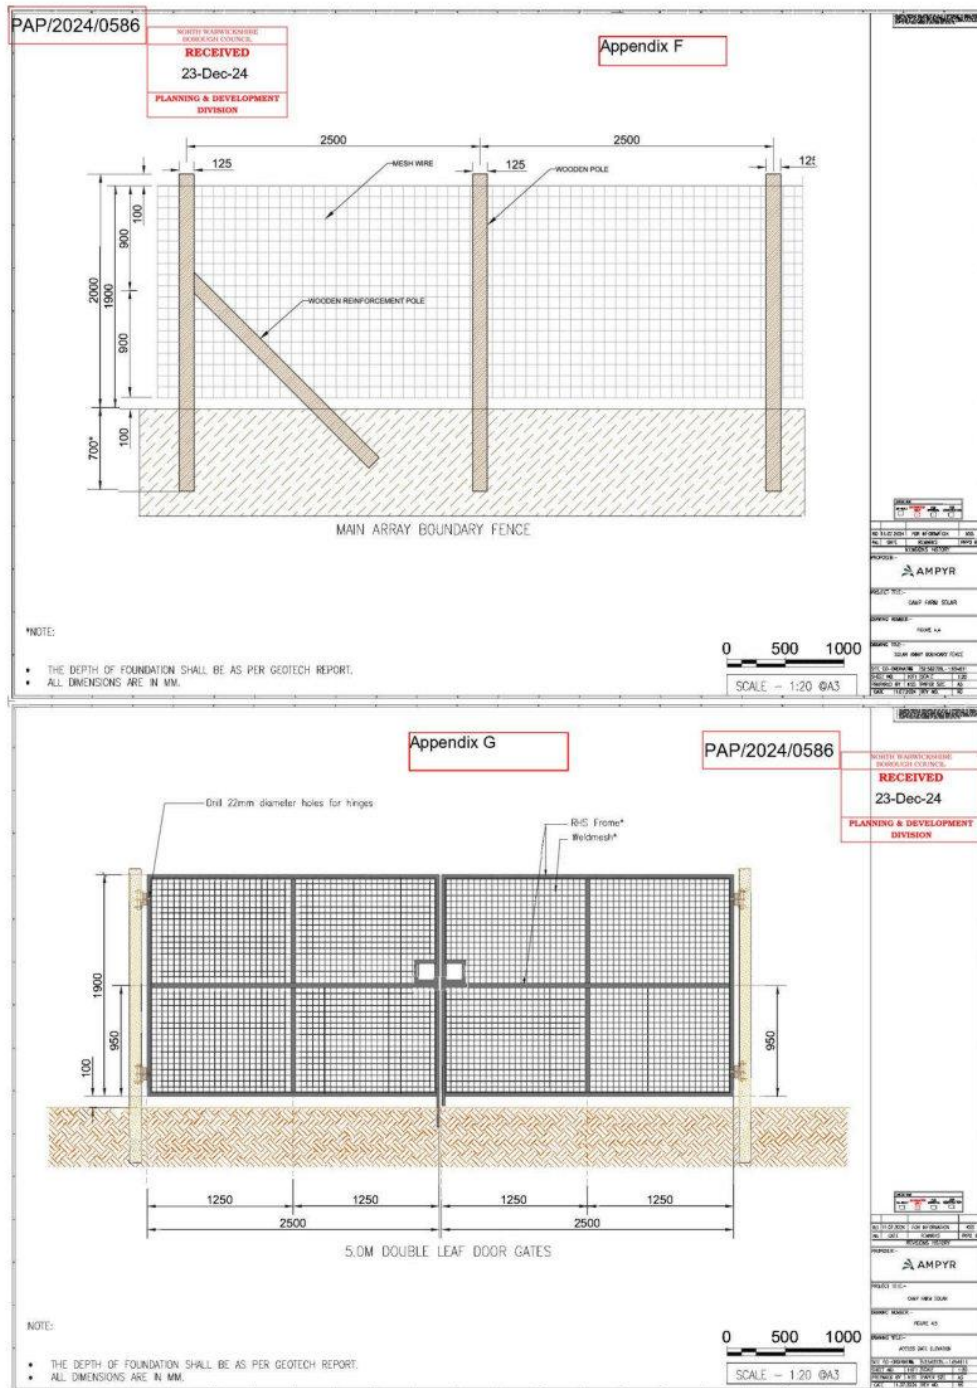 PAP/2024/0586
NORTH WARWICKSHIRE
BOROUGH COUNCIL
RECEIVED
23-Dec-24
PLANNING & DEVELOPMENT
DIVISION
Appendix F
2500
2500
125
125
MESH WIRE
WOODEN POLE
100
900
2000
1900
WOODEN REINFORCEMENT POLE
900
700*
100
MAIN ARRAY BOUNDARY FENCE
AMPYR
*NOTE:
• THE DEPTH OF FOUNDATION SHALL BE AS PER GEOTECH REPORT.
• ALL DIMENSIONS ARE IN MM.
0 500 1000
SCALE - 1:20 @A3
Appendix G
PAP/2024/0586
NORTH WARWICKSHIRE
BOROUGH COUNCIL
RECEIVED
23-Dec-24
PLANNING & DEVELOPMENT
DIVISION
Drill 22mm diameter holes for hinges
RHS Frame*
Weldmesh*
1900
950
100
950
1250
1250
1250
1250
2500
2500
5.0M DOUBLE LEAF DOOR GATES
AMPYR
NOTE:
• THE DEPTH OF FOUNDATION SHALL BE AS PER GEOTECH REPORT.
• ALL DIMENSIONS ARE IN MM.
0 500 1000
SCALE - 1:20 @A3